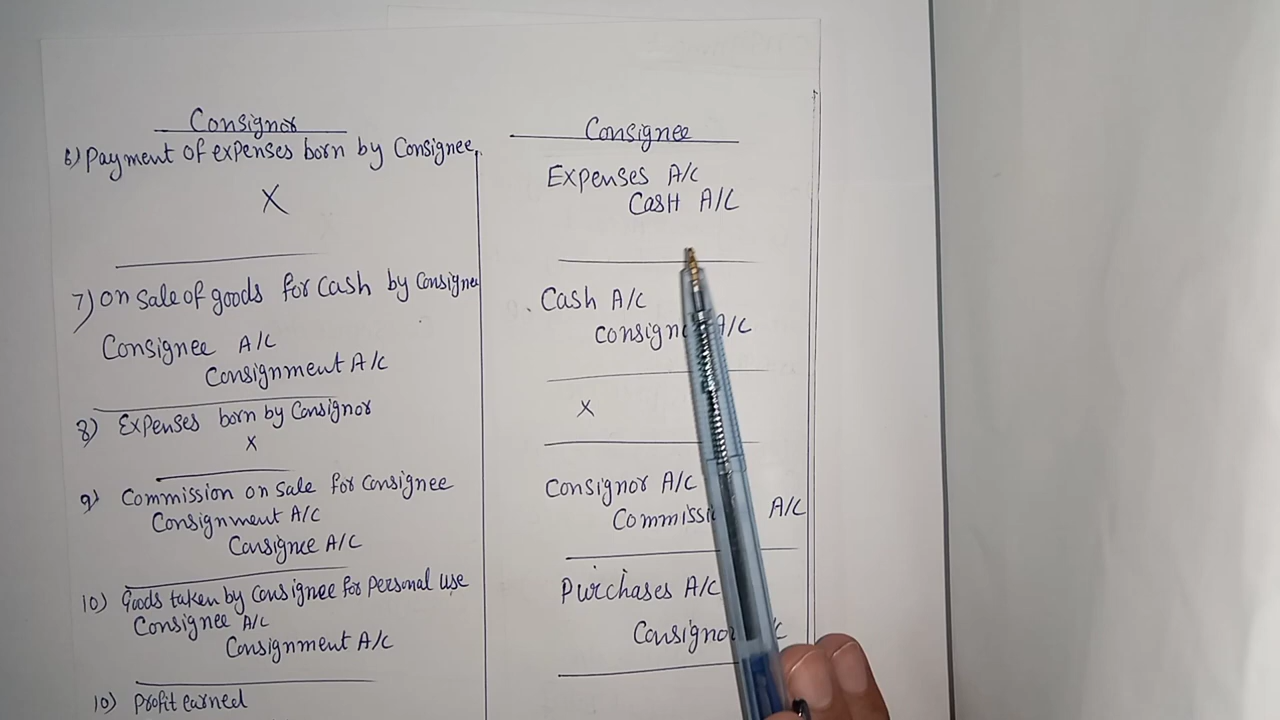 Consignor
6) Payment of expenses born by Consignee.
X
7) on sale of goods for cash by Consignee
Consignee A/C
Consignment A/C
8) Expenses born by Consignor
X
9) Commission on sale for Consignee
Consignment A/C
Consignee A/C
10) Goods taken by Consignee for personal use
Consignee A/C
Consignment A/C
10) Profit earned
Consignee
Expenses A/C
Cash A/C
Cash A/C
A/C
X
Consignor A/C
A/C
Purchases A/C